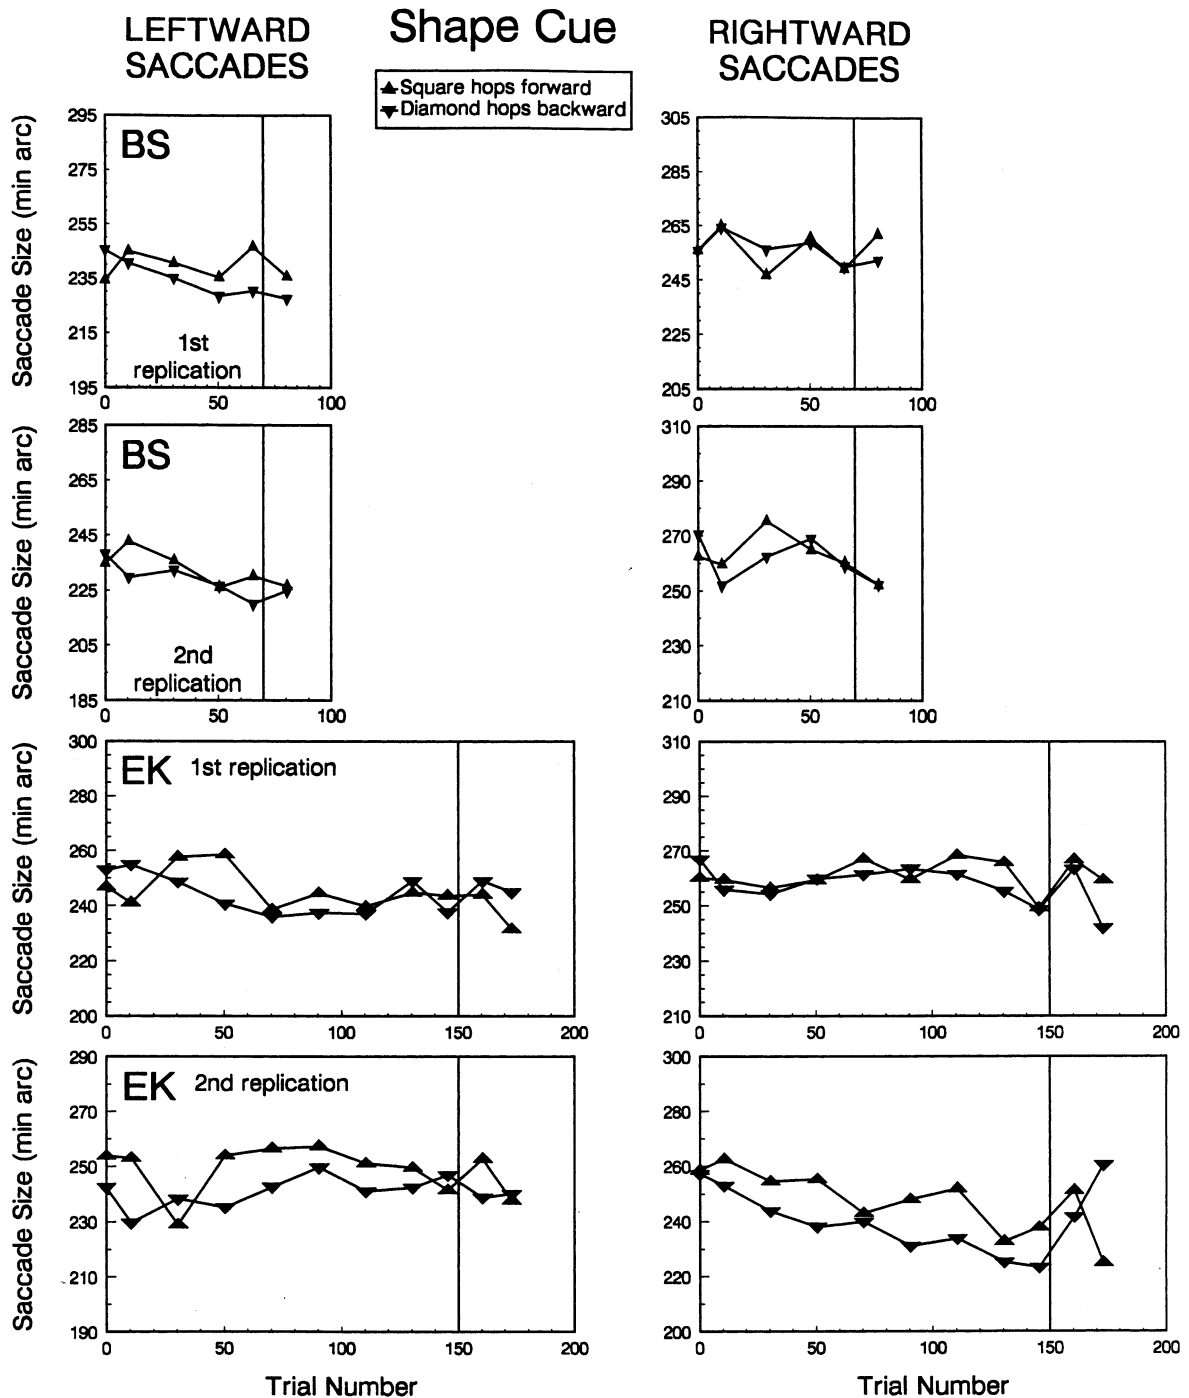 LEFTWARD
SACCADES
Shape Cue
RIGHTWARD
SACCADES
Square hops forward
Diamond hops backward
Saccade Size (min arc)
295
275
255
235
215
195
BS
1st
replication
0 50 100
305
285
265
245
225
205
0 50 100
Saccade Size (min arc)
285
265
245
225
205
185
BS
2nd
replication
0 50 100
310
290
270
250
230
210
0 50 100
Saccade Size (min arc)
300
280
260
240
220
200
EK 1st replication
0 50 100 150 200
310
290
270
250
230
210
0 50 100 150 200
Saccade Size (min arc)
290
270
250
230
210
190
EK 2nd replication
0 50 100 150 200
Trial Number
300
280
260
240
220
200
0 50 100 150 200
Trial Number